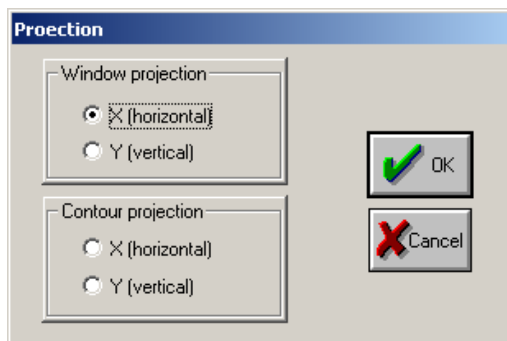 Proection
Window projection
X (horizontal)
Y (vertical)
OK
Contour projection
X (horizontal)
Y (vertical)
Cancel